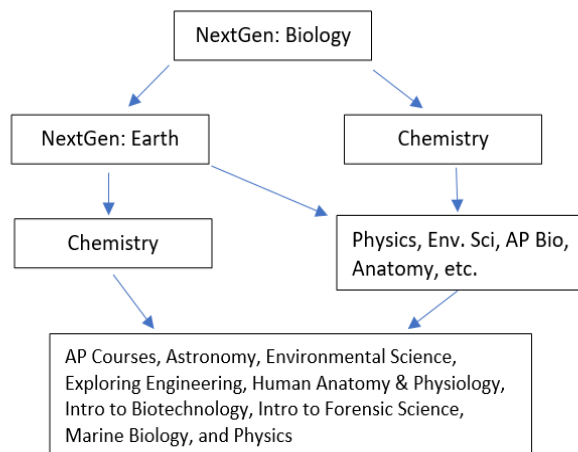 NextGen: Biology
NextGen: Earth
Chemistry
Chemistry
Physics, Env. Sci, AP Bio,
Anatomy, etc.
AP Courses, Astronomy, Environmental Science,
Exploring Engineering, Human Anatomy & Physiology,
Intro to Biotechnology, Intro to Forensic Science,
Marine Biology, and Physics